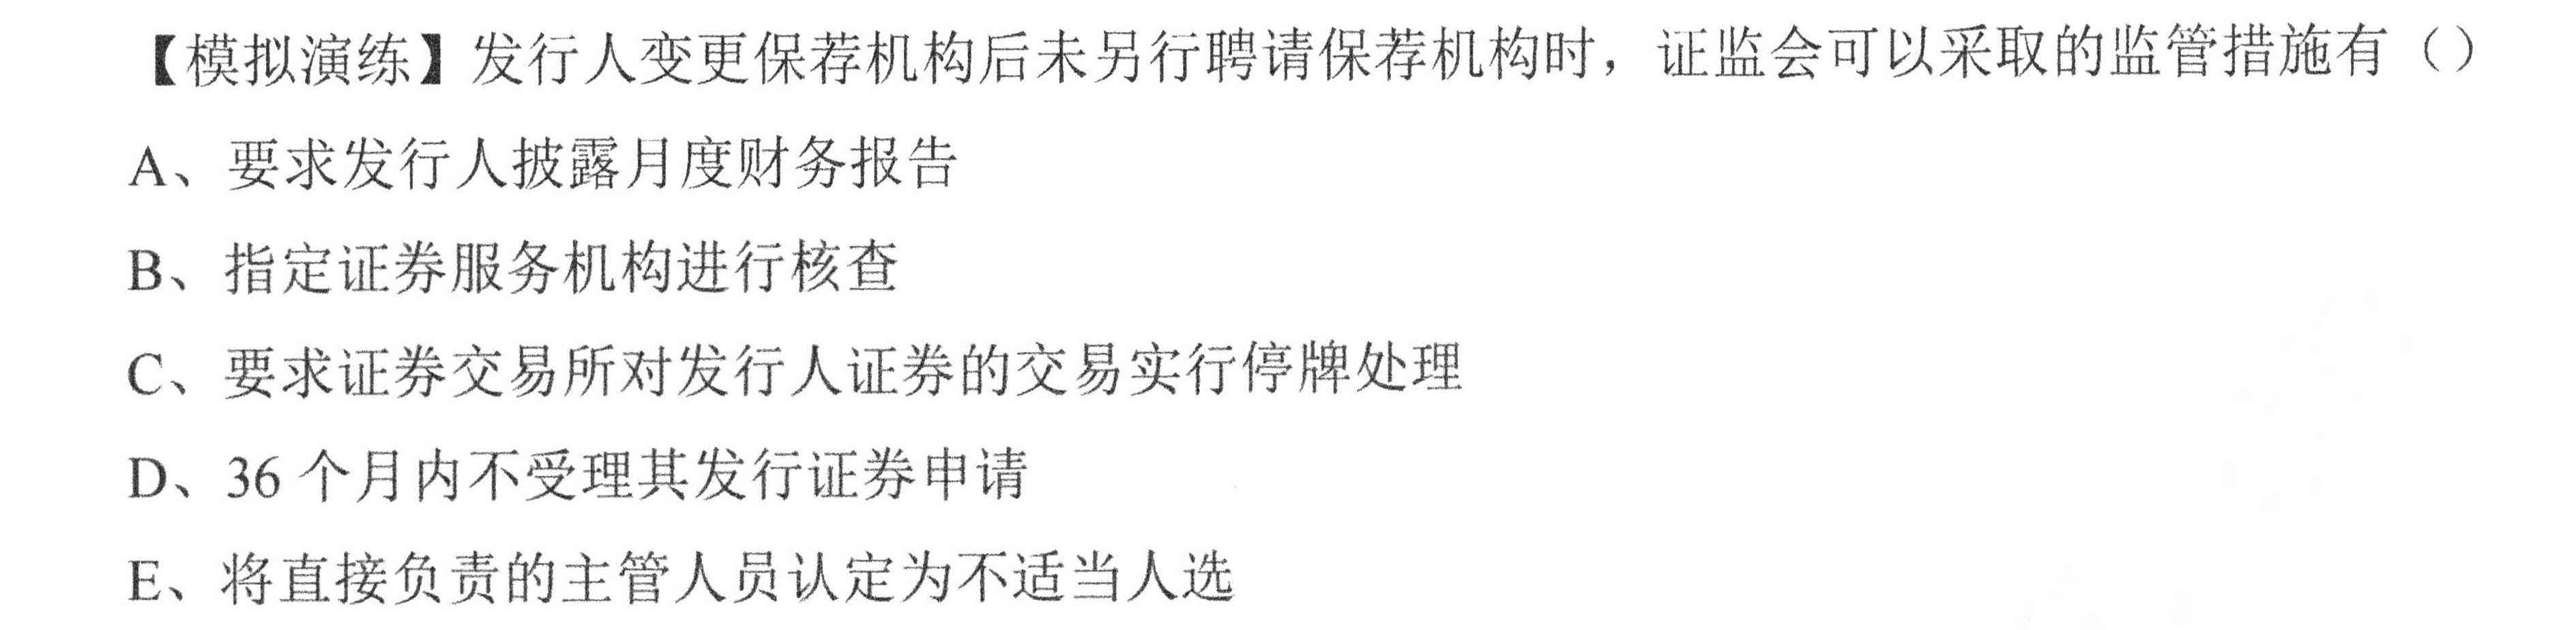 【模拟演练】发行人变更保荐机构后未另行聘请保荐机构时，证监会可以采取的监管措施有（）
A、要求发行人披露月度财务报告
B、指定证券服务机构进行核查
C、要求证券交易所对发行人证券的交易实行停牌处理
D、36 个月内不受理其发行证券申请
E、将直接负责的主管人员认定为不适当人选